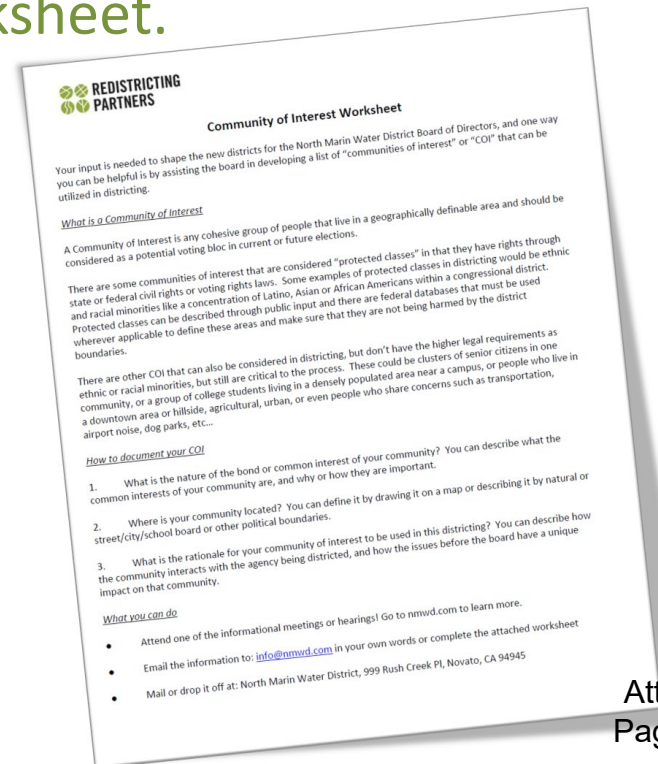 ksheet.
REDISTRICTING
PARTNERS
Community of Interest Worksheet
Your input is needed to shape the new districts for the North Marin Water District Board of Directors, and one way
you can be helpful is by assisting the board in developing a list of “communities of interest” or “COI” that can be
utilized in districting.
What is a Community of Interest
A Community of Interest is any cohesive group of people that live in a geographically definable area and should be
considered as a potential voting bloc in current or future elections.
There are some communities of interest that are considered “protected classes” in that they have rights through
state or federal civil rights or voting rights laws. Some examples of protected classes in districting would be ethnic
and racial minorities like a concentration of Latino, Asian or African Americans within a congressional district.
Protected classes can be described through public input and there are federal databases that must be used
wherever applicable to define these areas and make sure that they are not being harmed by the district
boundaries.
There are other COI that can also be considered in districting, but don’t have the higher legal requirements as
ethnic or racial minorities, but still are critical to the process. These could be clusters of senior citizens in one
community, or a group of college students living in a densely populated area near a campus, or people who live in
a downtown area or hillside, agricultural, urban, or even people who share concerns such as transportation,
airport noise, dog parks, etc...
How to document your COI
1. What is the nature of the bond or common interest of your community? You can describe what the
common interests of your community are, and why or how they are important.
2. Where is your community located? You can define it by drawing it on a map or describing it by natural or
street/city/school board or other political boundaries.
3. What is the rationale for your community of interest to be used in this districting? You can describe how
the community interacts with the agency being districted, and how the issues before the board have a unique
impact on that community.
What you can do
• Attend one of the informational meetings or hearings! Go to nmwd.com to learn more.
• Email the information to: info@nmwd.com in your own words or complete the attached worksheet
• Mail or drop it off at: North Marin Water District, 999 Rush Creek Pl, Novato, CA 94945
Att
Pag